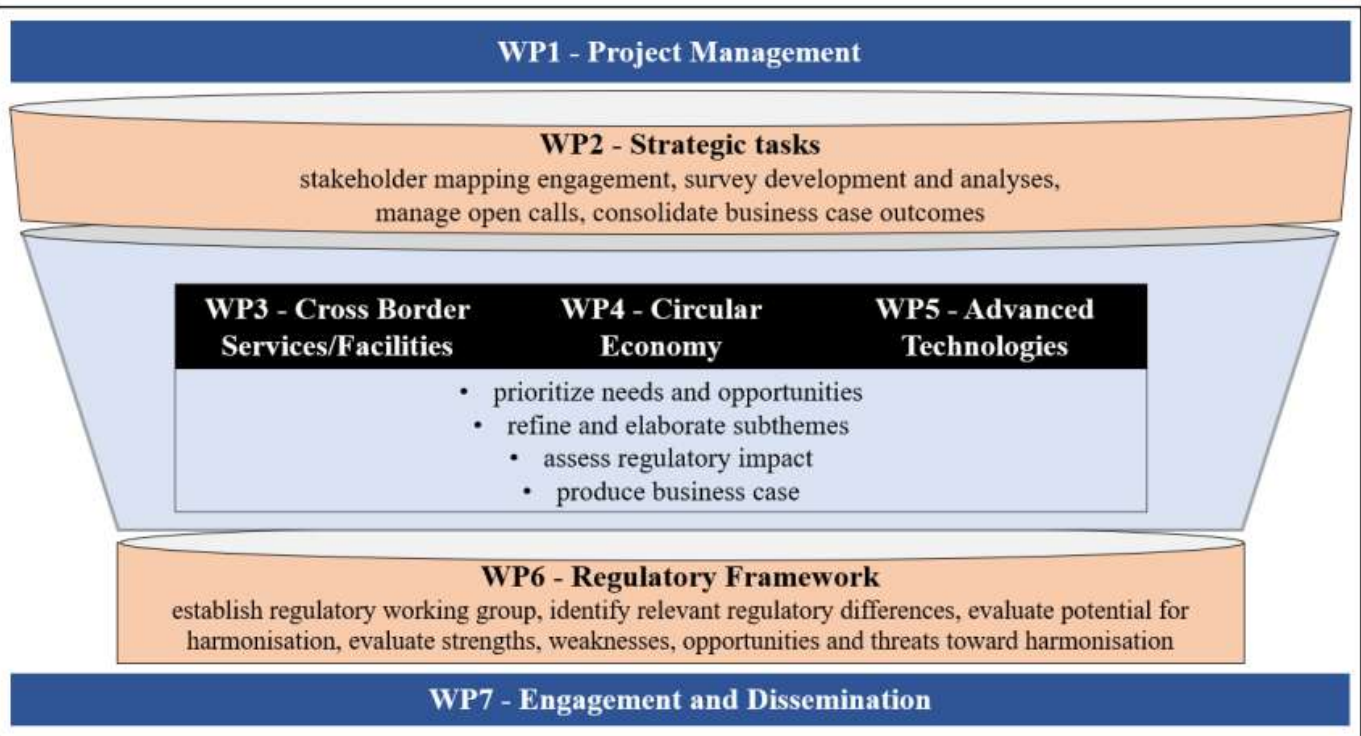 WP1 - Project Management
WP2 - Strategic tasks
stakeholder mapping engagement, survey development and analyses,
manage open calls, consolidate business case outcomes
WP3 - Cross Border
Services/Facilities
WP4 - Circular
Economy
WP5 - Advanced
Technologies
• prioritize needs and opportunities
• refine and elaborate subthemes
• assess regulatory impact
• produce business case
WP6 - Regulatory Framework
establish regulatory working group, identify relevant regulatory differences, evaluate potential for
harmonisation, evaluate strengths, weaknesses, opportunities and threats toward harmonisation
WP7 - Engagement and Dissemination